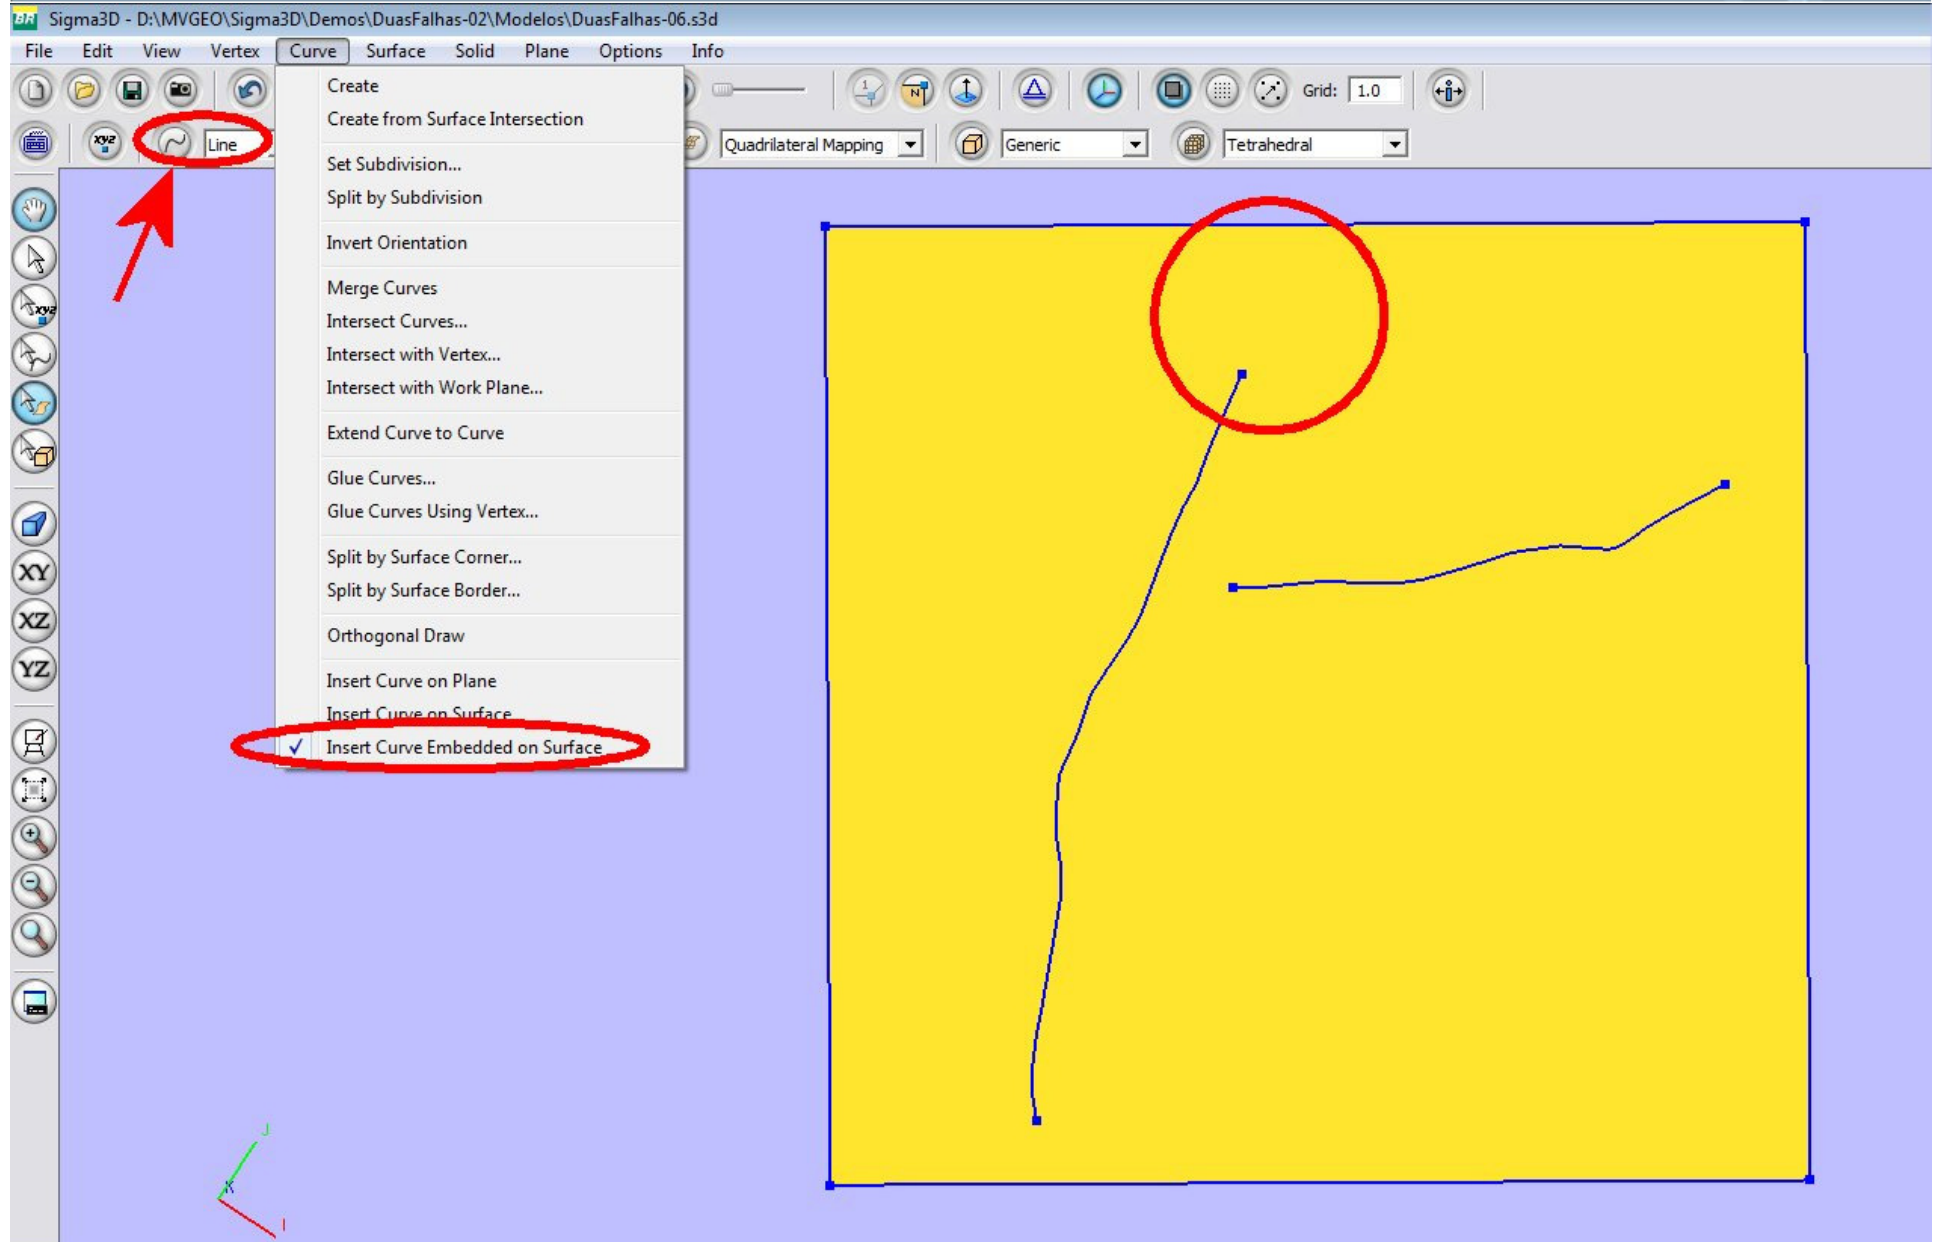 BR Sigma3D - D:\MVGEO\Sigma3D\Demos\DuasFalhas-02\Modelos\DuasFalhas-06.s3d
File Edit View Vertex Curve Surface Solid Plane Options Info
1 N Grid: 1.0 i
xyz Line Quadrilateral Mapping Generic Tetrahedral
Create
Create from Surface Intersection
Set Subdivision...
Split by Subdivision
Invert Orientation
Merge Curves
Intersect Curves...
Intersect with Vertex...
Intersect with Work Plane...
Extend Curve to Curve
Glue Curves...
Glue Curves Using Vertex...
Split by Surface Corner...
Split by Surface Border...
Orthogonal Draw
Insert Curve on Plane
Insert Curve on Surface
Insert Curve Embedded on Surface
xyz
XY
XZ
YZ
J
K
I